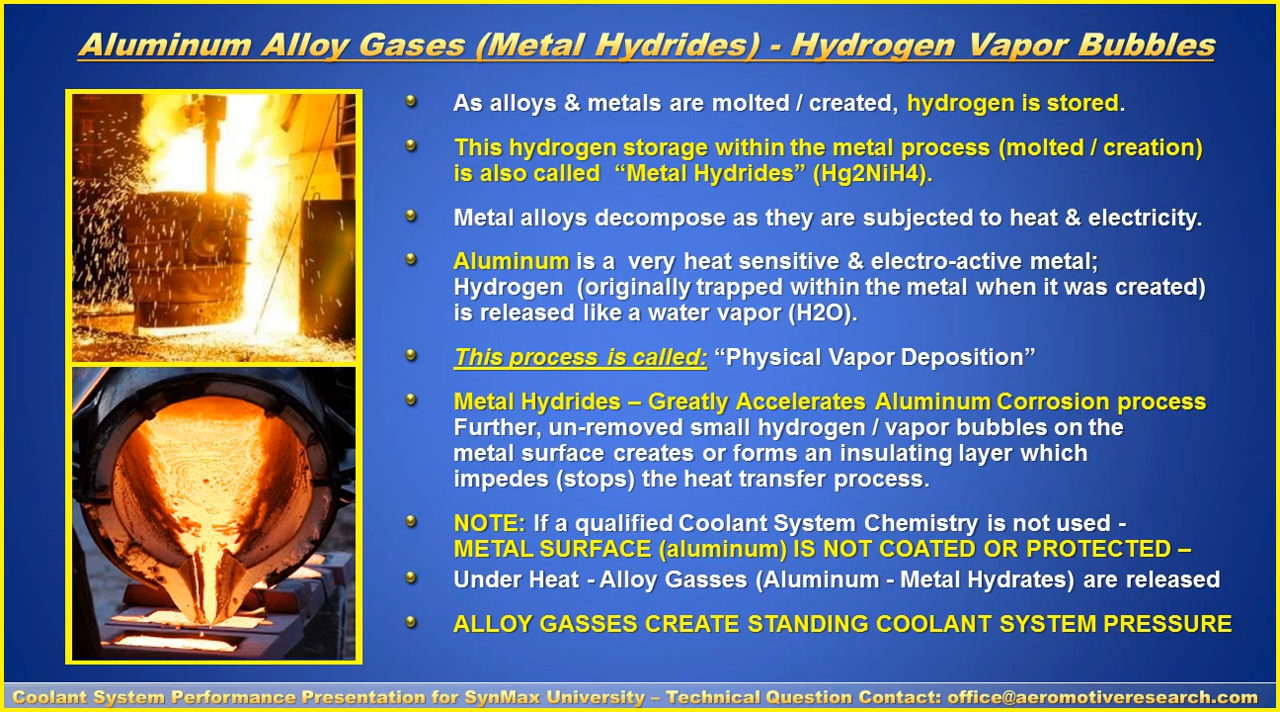 Aluminum Alloy Gases (Metal Hydrides) - Hydrogen Vapor Bubbles
As alloys & metals are molted / created, hydrogen is stored.
This hydrogen storage within the metal process (molted / creation)
is also called “Metal Hydrides” (Hg2NiH4).
Metal alloys decompose as they are subjected to heat & electricity.
Aluminum is a very heat sensitive & electro-active metal;
Hydrogen (originally trapped within the metal when it was created)
is released like a water vapor (H2O).
This process is called: “Physical Vapor Deposition”
Metal Hydrides – Greatly Accelerates Aluminum Corrosion process
Further, un-removed small hydrogen / vapor bubbles on the
metal surface creates or forms an insulating layer which
impedes (stops) the heat transfer process.
NOTE: If a qualified Coolant System Chemistry is not used -
METAL SURFACE (aluminum) IS NOT COATED OR PROTECTED –
Under Heat - Alloy Gasses (Aluminum - Metal Hydrates) are released
ALLOY GASSES CREATE STANDING COOLANT SYSTEM PRESSURE
Coolant System Performance Presentation for SynMax University – Technical Question Contact: office@aeromotiveresearch.com